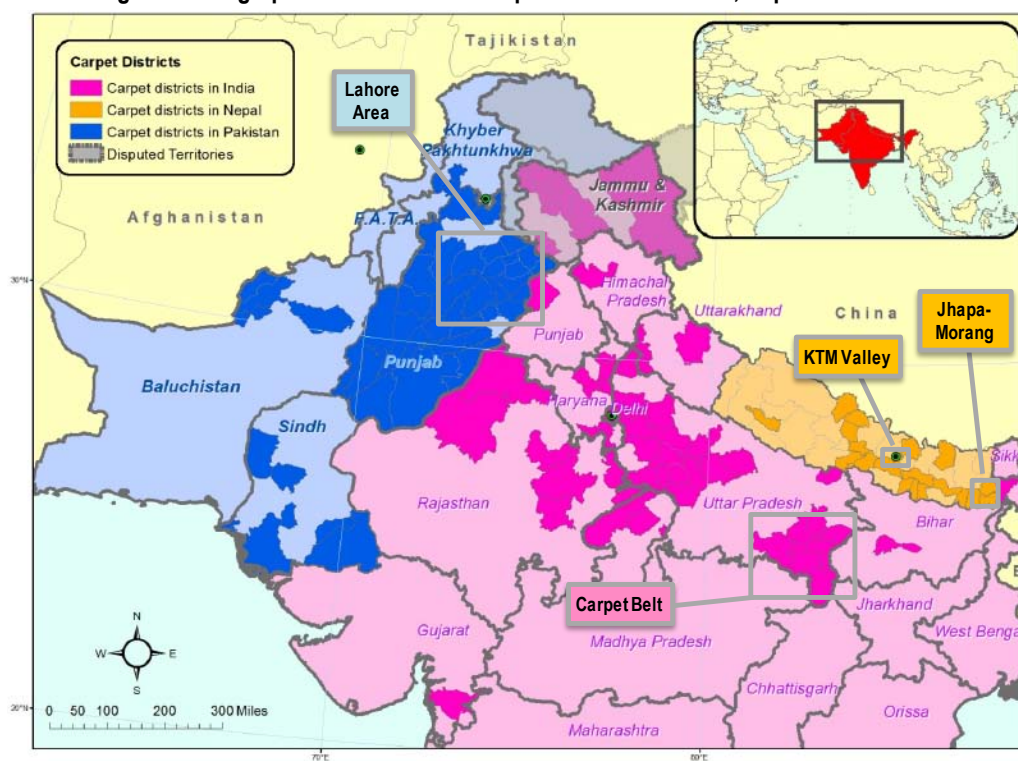 Carpet Districts
Carpet districts in India
Carpet districts in Nepal
Carpet districts in Pakistan
Disputed Territories
Tajikistan
Lahore
Area
Khyber
Pakhtunkhwa
Afghanistan
F.A.T.A.
Jammu &
Kashmir
30°N
Himachal
Pradesh
Uttarakhand
China
Jhapa-
Morang
KTM Valley
Punjab
Punjab
Baluchistan
Haryana
Delhi
Sindh
Sikk
Rajasthan
Uttar Pradesh
Bihar
Carpet Belt
Jharkhand
West Benga
Gujarat
Madhya Pradesh
Chhattisgarh
Orissa
Maharashtra
N
W
E
S
0 50 100 200 300 Miles
20°N
70°E
80°E